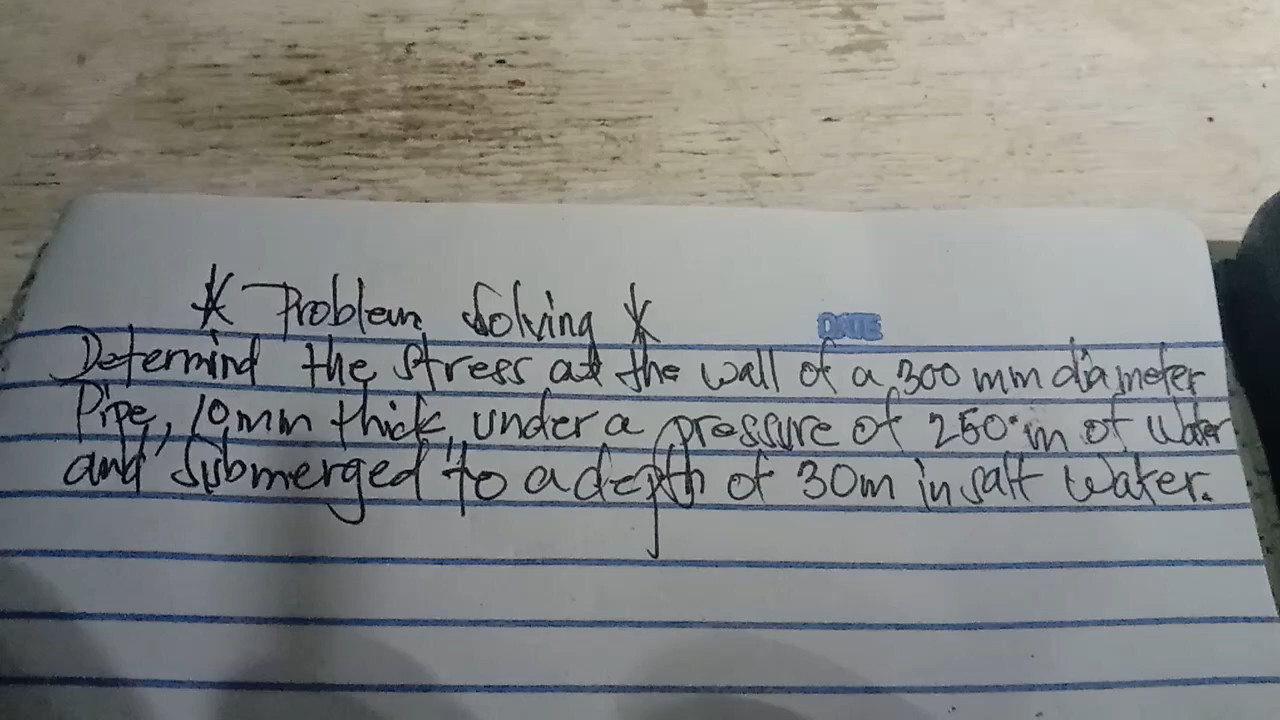 * Problem Solving *
DATE
Determind the stress at the wall of a 300 mm diameter
Pipe, 10mm thick, under a pressure of 250 m of water
and submerged to a depth of 30m in salt water.